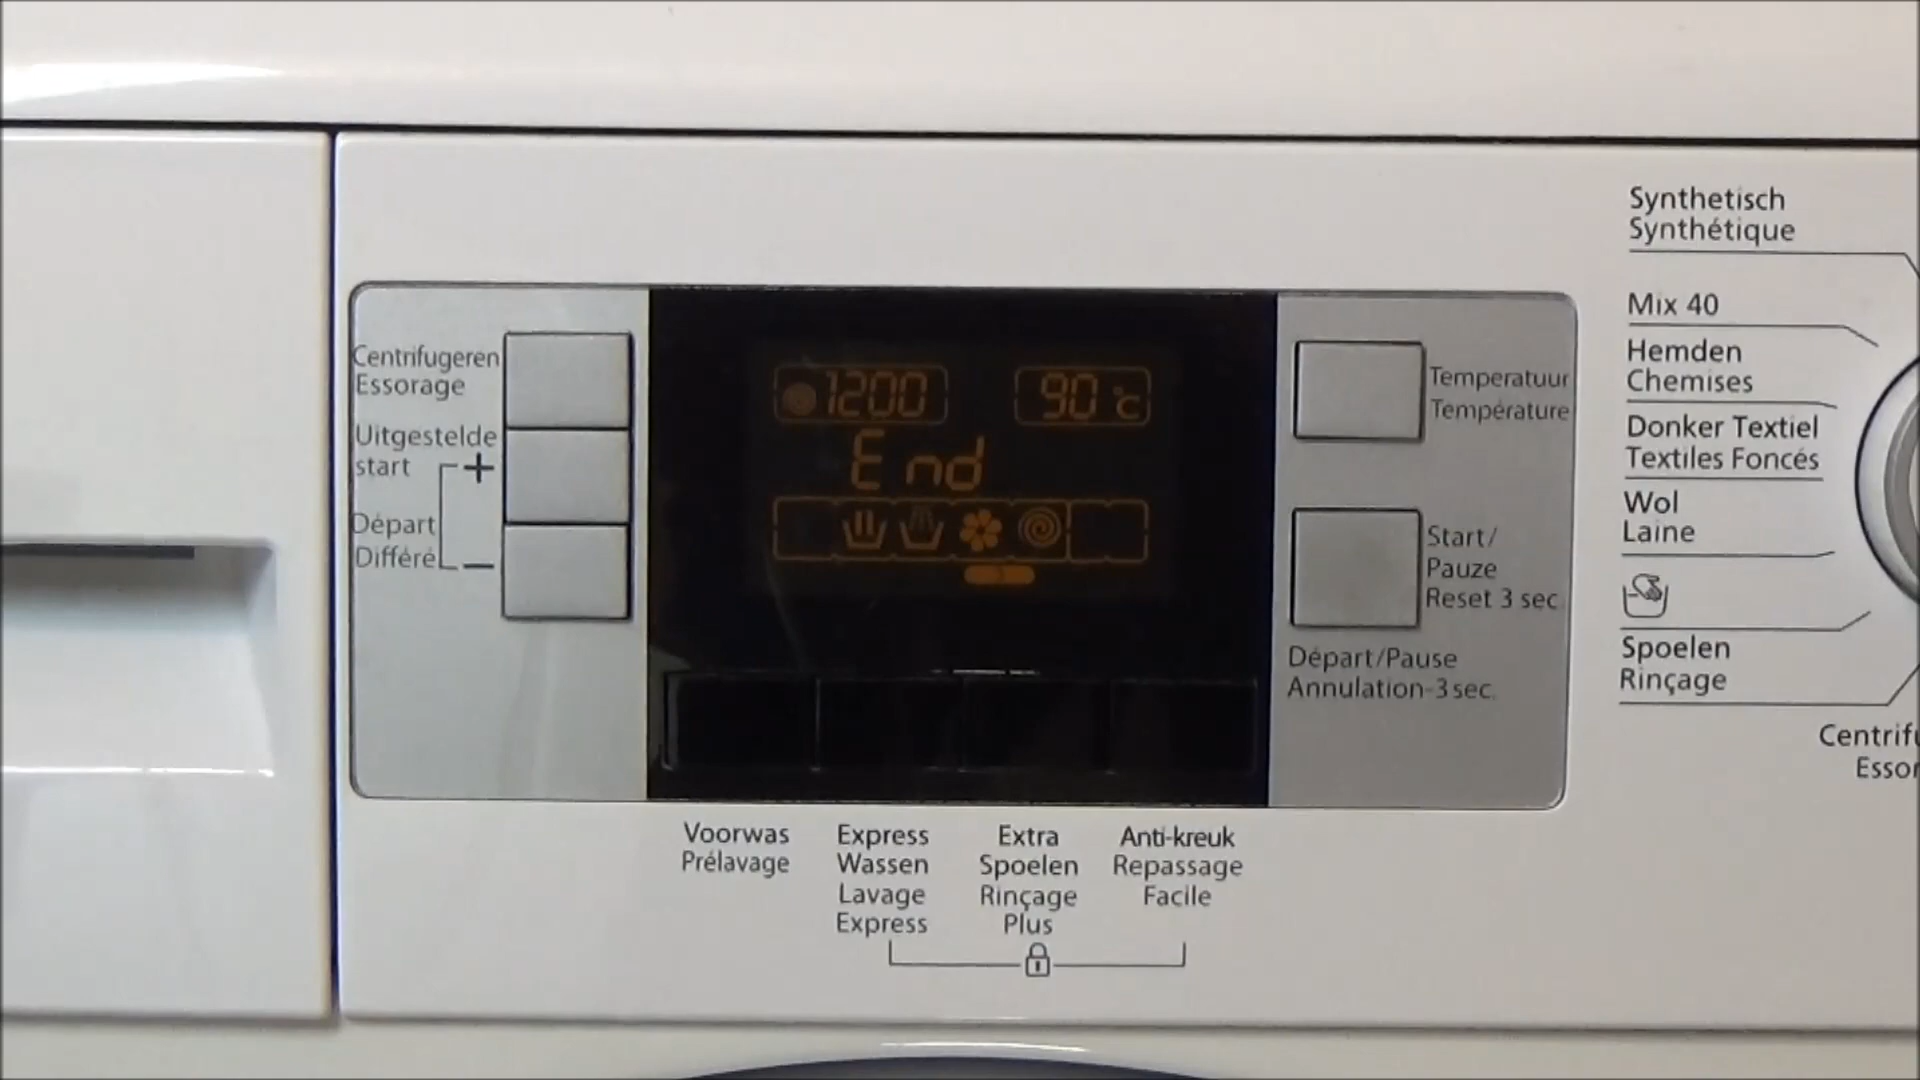 Centrifugeren
Essorage
Uitgestelde
start
+
Départ
Différé
–
1200
90 °c
End
Temperatuur
Température
Start/
Pauze
Reset 3 sec
Départ/Pause
Annulation-3 sec.
Voorwas
Prélavage
Express
Wassen
Lavage
Express
Extra
Spoelen
Rinçage
Plus
Anti-kreuk
Repassage
Facile
Synthetisch
Synthétique
Mix 40
Hemden
Chemises
Donker Textiel
Textiles Foncés
Wol
Laine
Spoelen
Rinçage